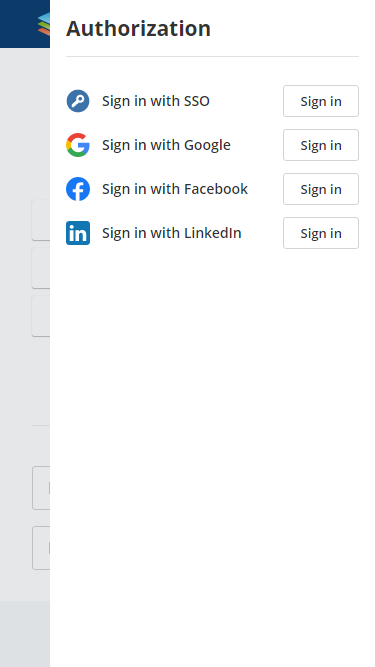 Authorization
Sign in with SSO Sign in
Sign in with Google Sign in
Sign in with Facebook Sign in
Sign in with LinkedIn Sign in